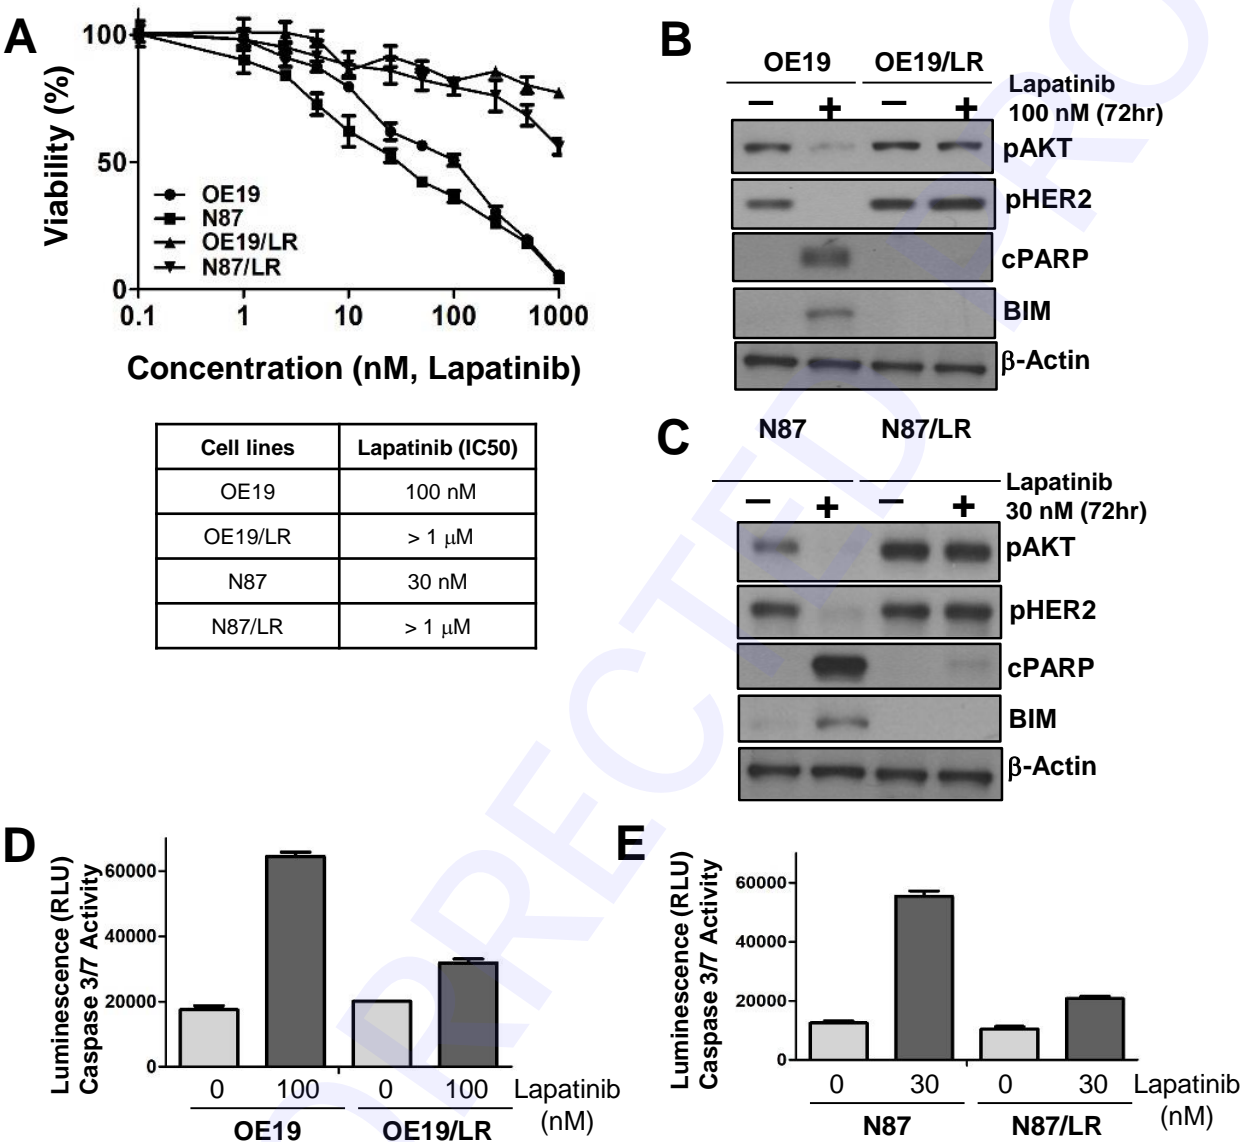 A
Viability (%)
100
50
0
OE19
N87
OE19/LR
N87/LR
0.1 1 10 100 1000
Concentration (nM, Lapatinib)
Cell lines Lapatinib (IC50)
OE19 100 nM
OE19/LR > 1 μM
N87 30 nM
N87/LR > 1 μM
B
OE19 OE19/LR
Lapatinib
− + − + 100 nM (72hr)
pAKT
pHER2
cPARP
BIM
β-Actin
C
N87 N87/LR
Lapatinib
− + − + 30 nM (72hr)
pAKT
pHER2
cPARP
BIM
β-Actin
D
Luminescence (RLU)
Caspase 3/7 Activity
60000
40000
20000
0
0 100 0 100 Lapatinib
(nM)
OE19 OE19/LR
E
Luminescence (RLU)
Caspase 3/7 Activity
60000
40000
20000
0
0 30 0 30 Lapatinib
(nM)
N87 N87/LR
ORRECTED PRO